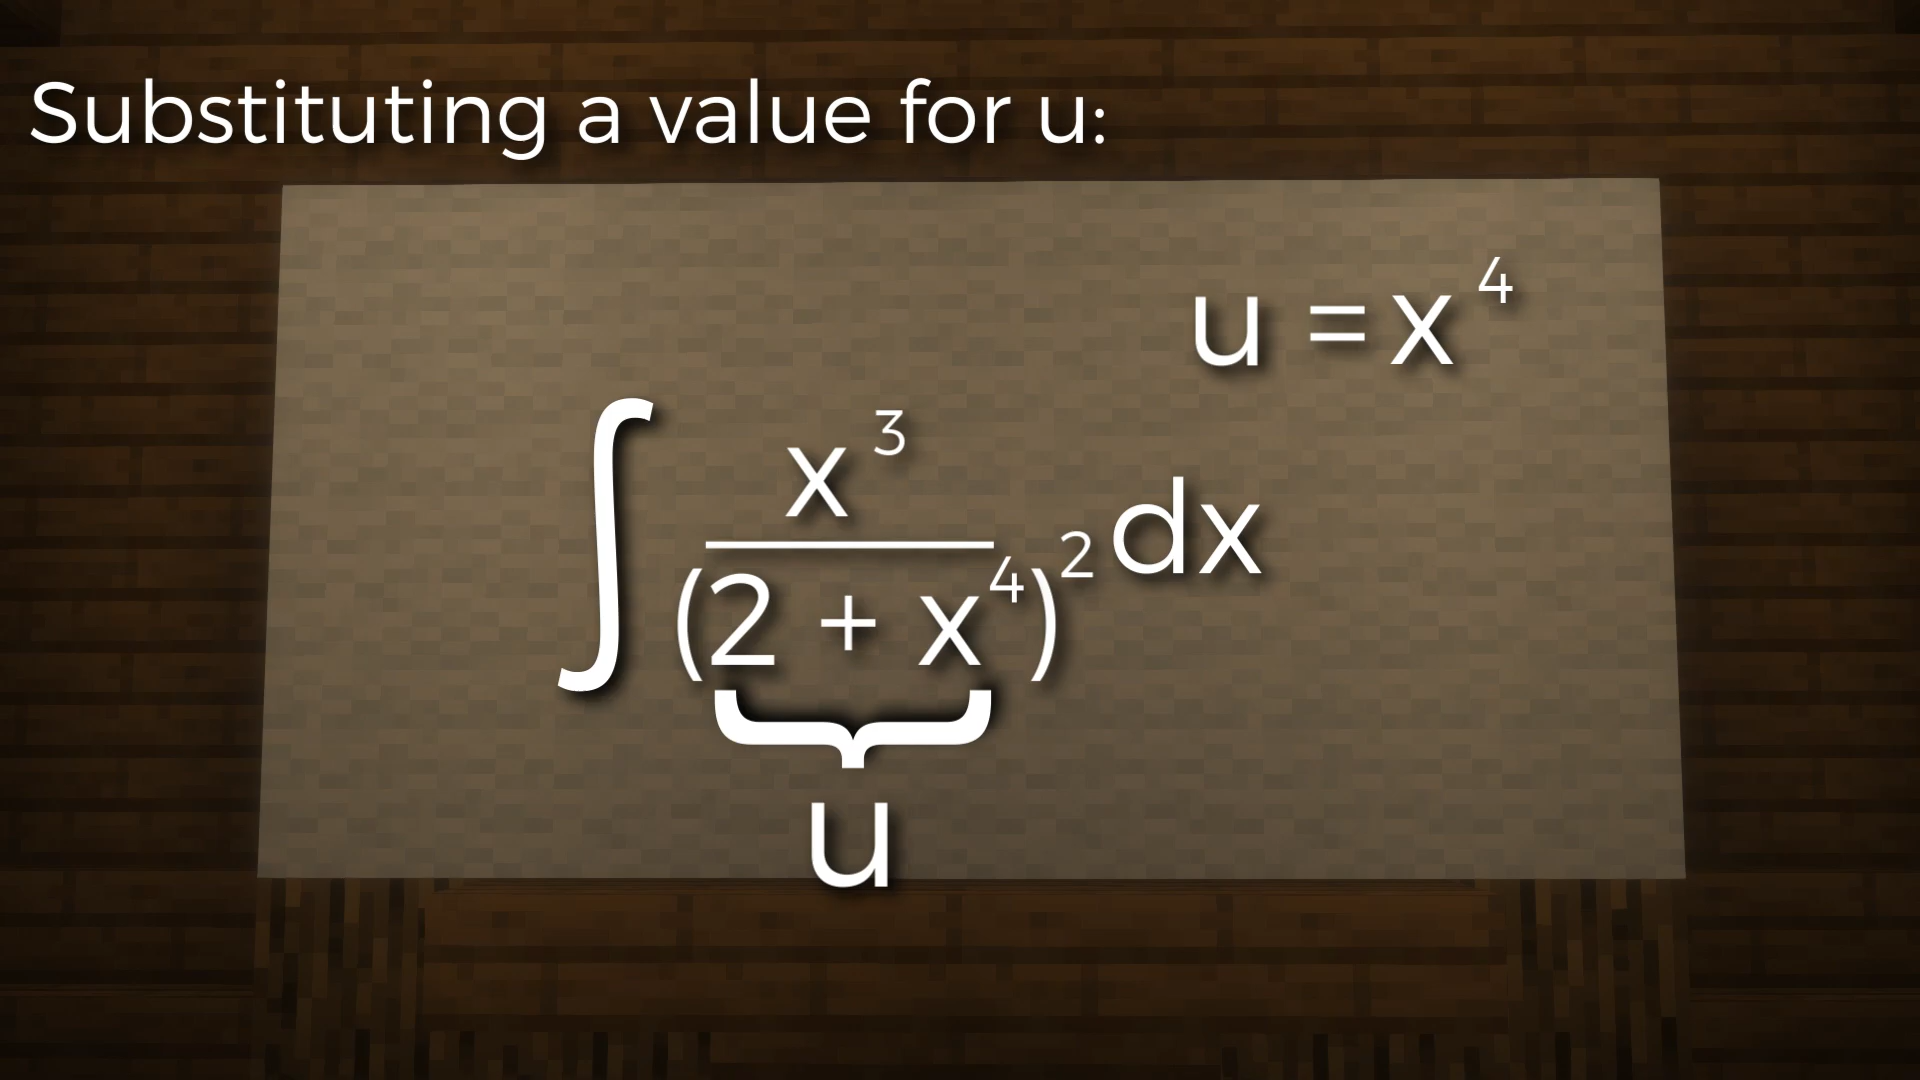 Substituting a value for u:
u = x⁴
∫ x³ / (2 + x⁴)² dx
u